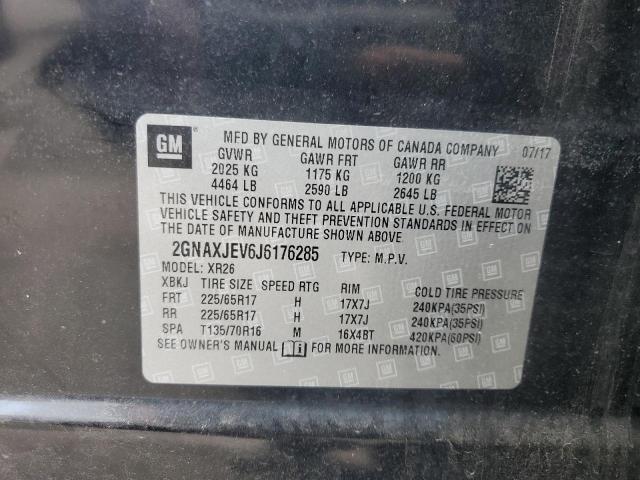 GM
MFD BY GENERAL MOTORS OF CANADA COMPANY 07/17
GVWR GAWR FRT GAWR RR
2025 KG 1175 KG 1200 KG
4464 LB 2590 LB 2645 LB
THIS VEHICLE CONFORMS TO ALL APPLICABLE U.S. FEDERAL MOTOR
VEHICLE SAFETY AND THEFT PREVENTION STANDARDS IN EFFECT ON
THE DATE OF MANUFACTURE SHOWN ABOVE.
2GNAXJEV6J6176285 TYPE: M.P.V.
MODEL: XR26
XBKJ TIRE SIZE SPEED RTG RIM COLD TIRE PRESSURE
FRT 225/65R17 H 17X7J 240KPA(35PSI)
RR 225/65R17 H 17X7J 240KPA(35PSI)
SPA T135/70R16 M 16X4BT 420KPA(60PSI)
SEE OWNER'S MANUAL FOR MORE INFORMATION.